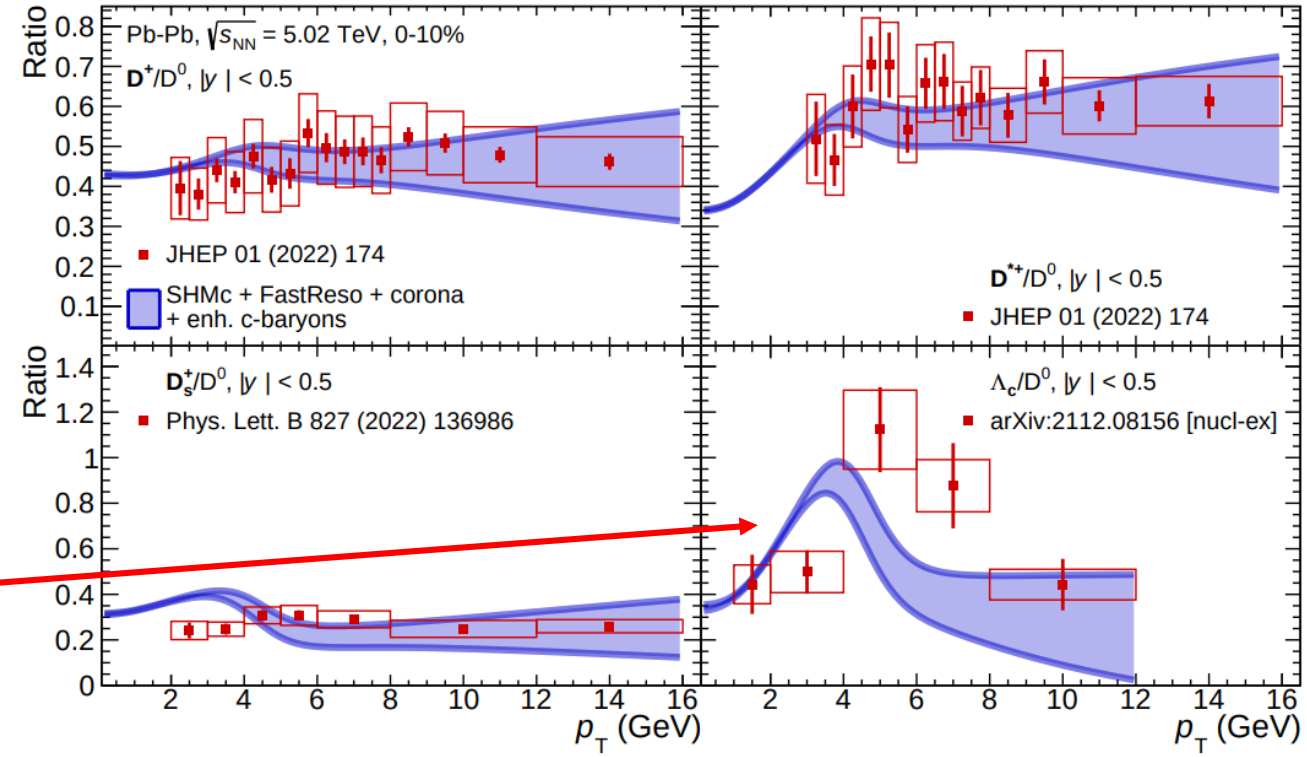 Ratio
0.8
0.7
0.6
0.5
0.4
0.3
0.2
0.1
Pb-Pb, √sNN = 5.02 TeV, 0-10%
D+/D0, |y | < 0.5
JHEP 01 (2022) 174
SHMc + FastReso + corona
+ enh. c-baryons
D*+/D0, |y | < 0.5
JHEP 01 (2022) 174
Ratio
1.4
1.2
1
0.8
0.6
0.4
0.2
0
Ds+/D0, |y | < 0.5
Phys. Lett. B 827 (2022) 136986
2 4 6 8 10 12 14 16
pT (GeV)
Λc/D0, |y | < 0.5
arXiv:2112.08156 [nucl-ex]
2 4 6 8 10 12 14 16
pT (GeV)